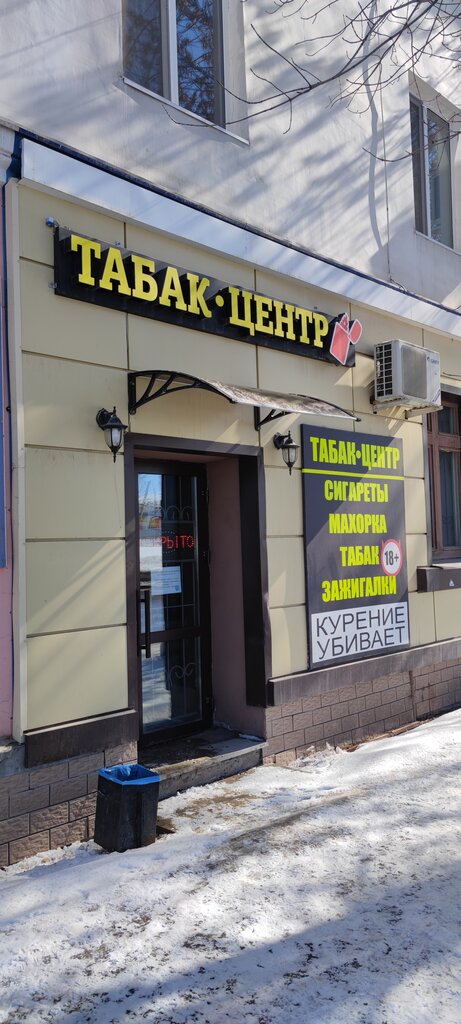 ТАБАК•ЦЕНТР
ТАБАК•ЦЕНТР
СИГАРЕТЫ
МАХОРКА
ТАБАК 18+
ЗАЖИГАЛКИ
КУРЕНИЕ
УБИВАЕТ